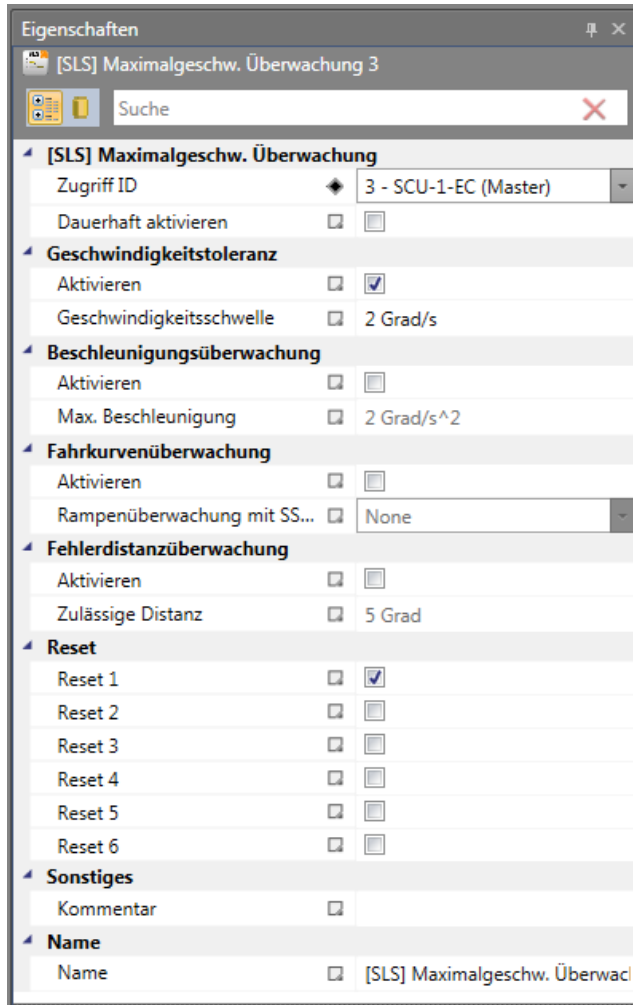 Eigenschaften
[SLS] Maximalgeschw. Überwachung 3
Suche
[SLS] Maximalgeschw. Überwachung
Zugriff ID 3 - SCU-1-EC (Master)
Dauerhaft aktivieren
Geschwindigkeitstoleranz
Aktivieren
Geschwindigkeitsschwelle 2 Grad/s
Beschleunigungsüberwachung
Aktivieren
Max. Beschleunigung 2 Grad/s^2
Fahrkurvenüberwachung
Aktivieren
Rampenüberwachung mit SS... None
Fehlerdistanzüberwachung
Aktivieren
Zulässige Distanz 5 Grad
Reset
Reset 1
Reset 2
Reset 3
Reset 4
Reset 5
Reset 6
Sonstiges
Kommentar
Name
Name [SLS] Maximalgeschw. Überwacl